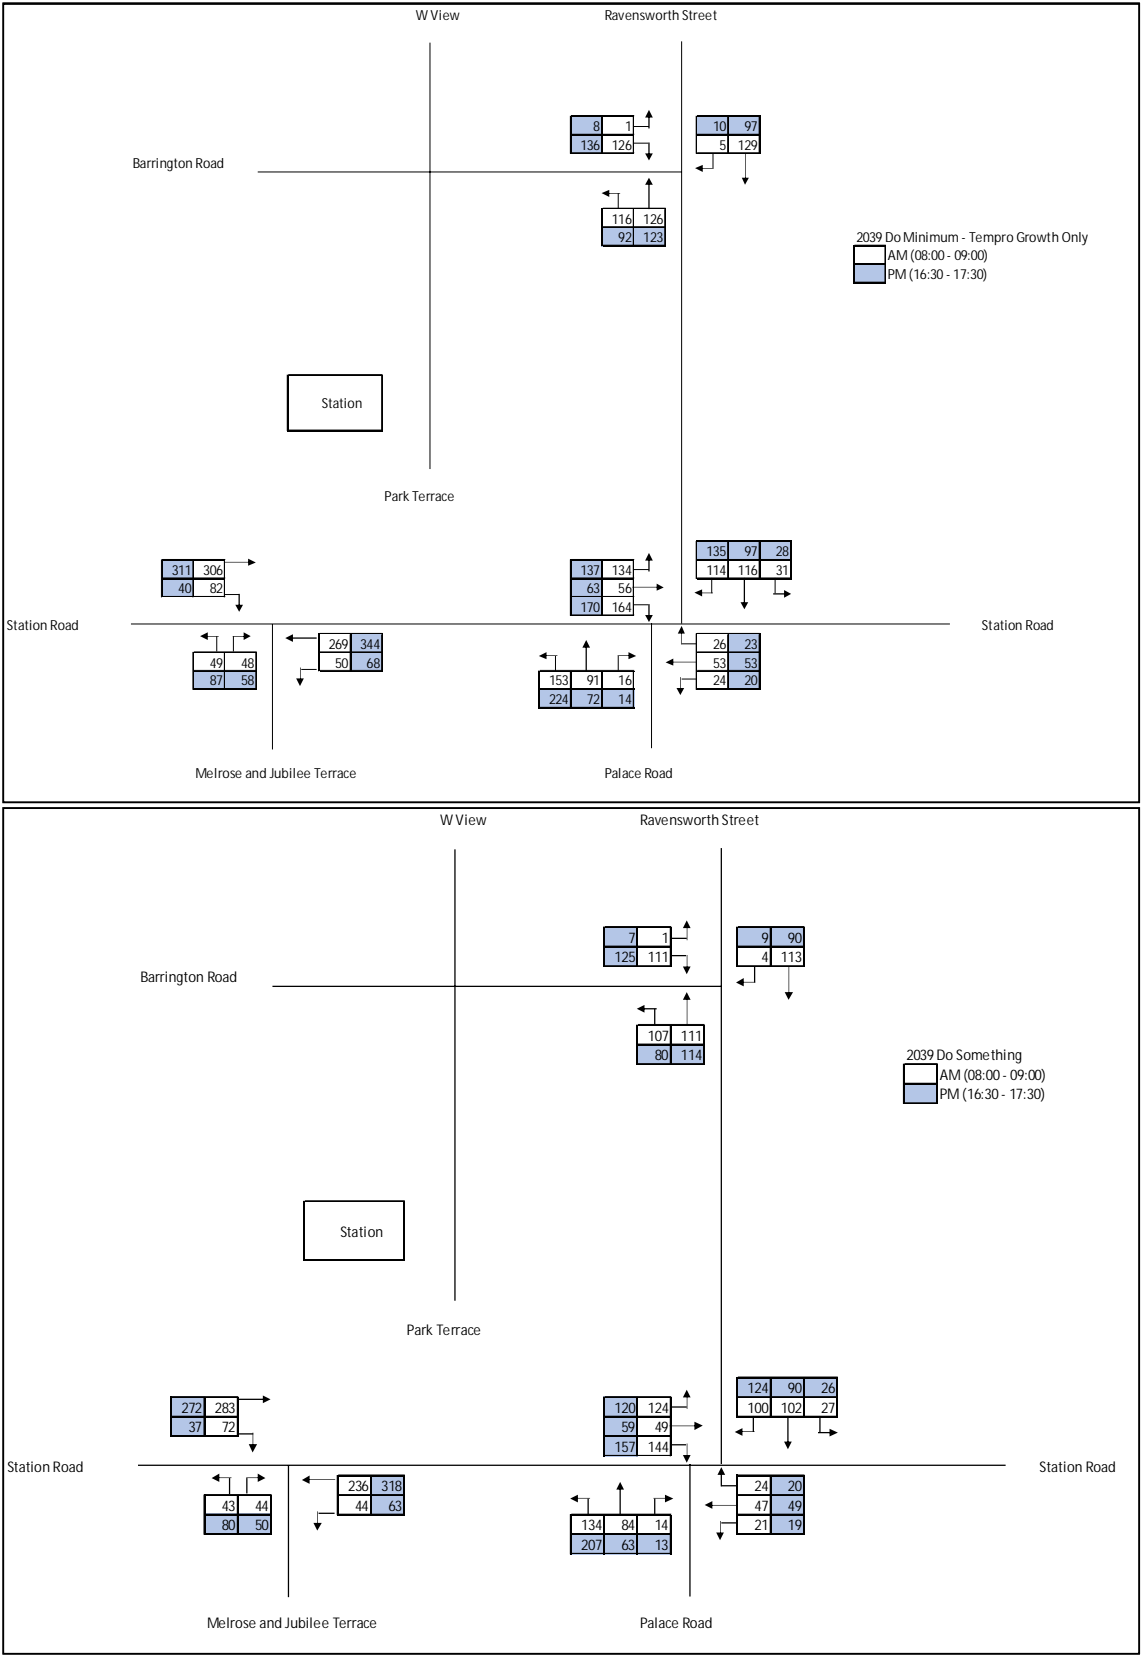 W View Ravensworth Street
8 1 10 97
136 126 5 129
Barrington Road
116 126
92 123
2039 Do Minimum - Tempro Growth Only
AM (08:00 - 09:00)
PM (16:30 - 17:30)
Station
Park Terrace
135 97 28
311 306 137 134 114 116 31
40 82 63 56
170 164
Station Road Station Road
269 344 26 23
49 48 50 68 53 53
87 58 153 91 16 24 20
224 72 14
Melrose and Jubilee Terrace Palace Road
W View Ravensworth Street
7 1 9 90
125 111 4 113
Barrington Road
107 111
80 114
2039 Do Something
AM (08:00 - 09:00)
PM (16:30 - 17:30)
Station
Park Terrace
124 90 26
272 283 120 124 100 102 27
37 72 59 49
157 144
Station Road Station Road
236 318 24 20
43 44 44 63 47 49
80 50 134 84 14 21 19
207 63 13
Melrose and Jubilee Terrace Palace Road